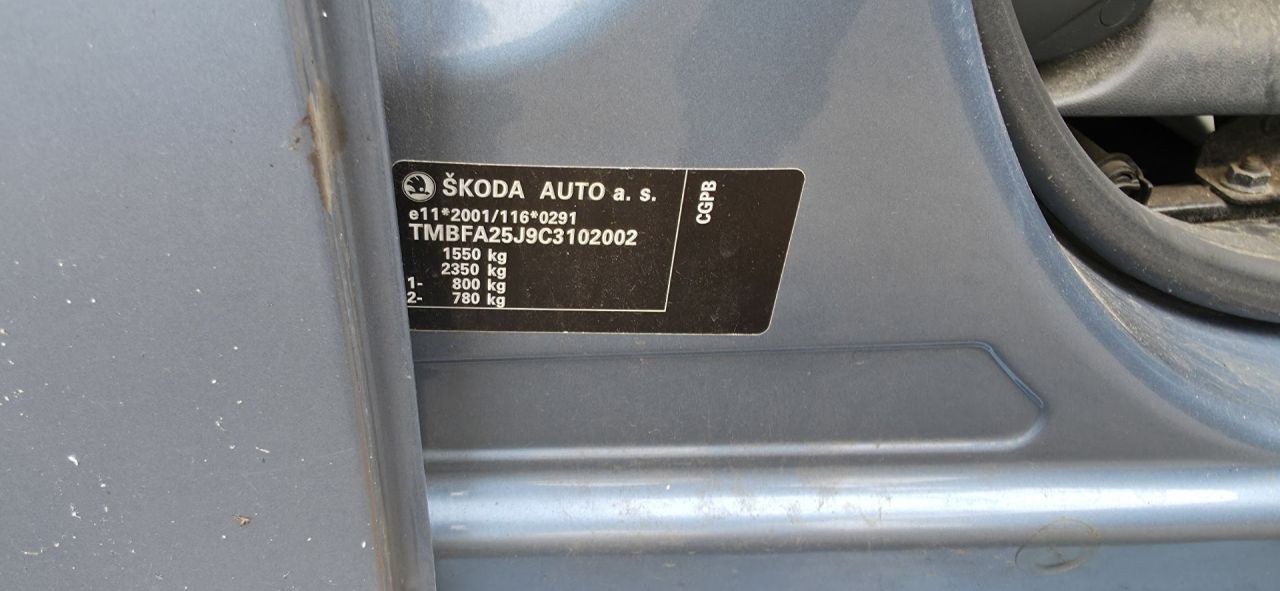 ŠKODA AUTO a. s.
e11*2001/116*0291
TMBFA25J9C3102002
1550 kg
2350 kg
1- 800 kg
2- 780 kg
CGPB